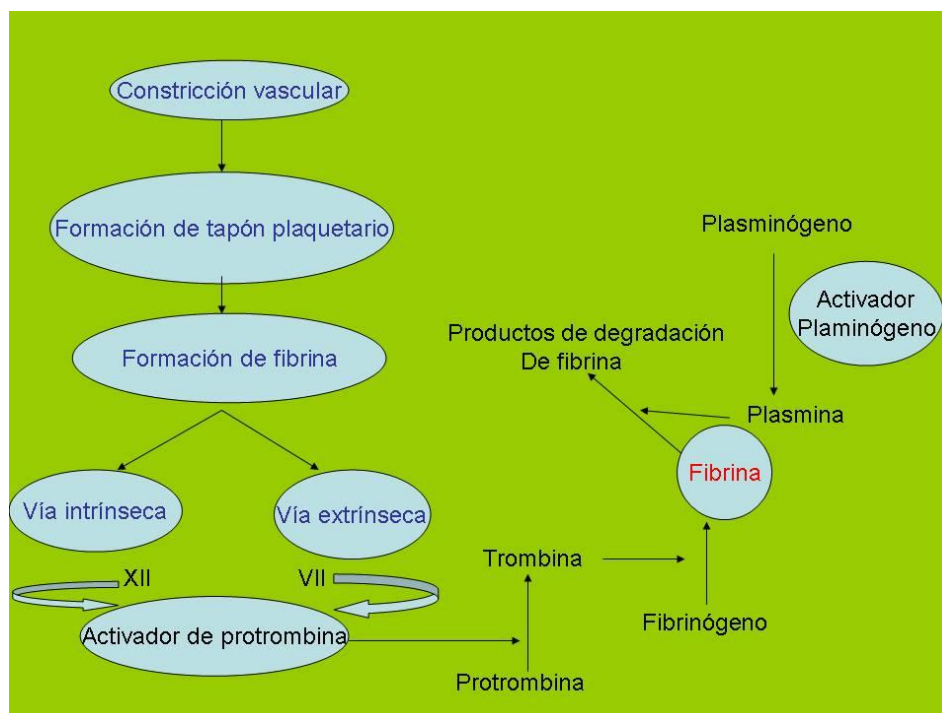 Constricción vascular
Formación de tapón plaquetario
Formación de fibrina
Vía intrínseca
Vía extrínseca
XII
VII
Activador de protrombina
Protrombina
Trombina
Fibrinógeno
Fibrina
Plasminógeno
Activador
Plaminógeno
Plasmina
Productos de degradación
De fibrina